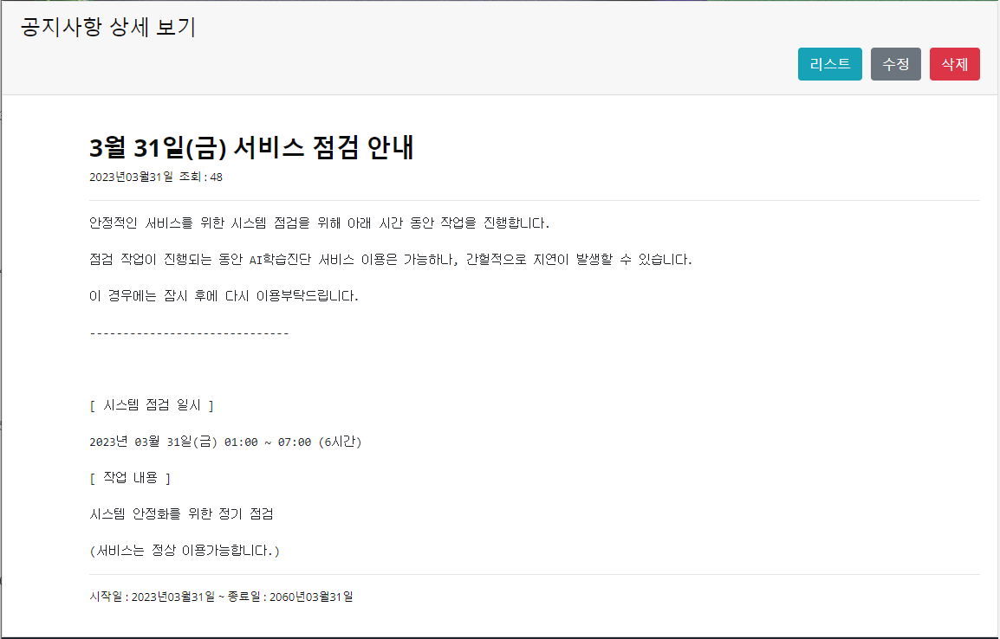 공지사항 상세 보기
리스트 수정 삭제
3월 31일(금) 서비스 점검 안내
2023년03월31일 조회 : 48
안정적인 서비스를 위한 시스템 점검을 위해 아래 시간 동안 작업을 진행합니다.
점검 작업이 진행되는 동안 AI학습진단 서비스 이용은 가능하나, 간헐적으로 지연이 발생할 수 있습니다.
이 경우에는 잠시 후에 다시 이용부탁드립니다.
------------------------------
[ 시스템 점검 일시 ]
2023년 03월 31일(금) 01:00 ~ 07:00 (6시간)
[ 작업 내용 ]
시스템 안정화를 위한 정기 점검
(서비스는 정상 이용가능합니다.)
시작일 : 2023년03월31일 ~ 종료일 : 2060년03월31일